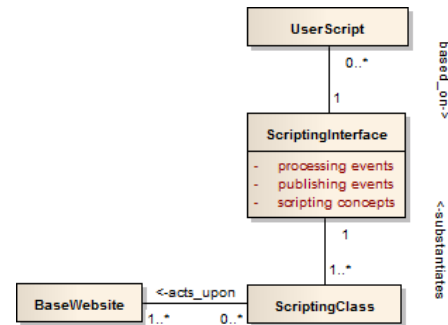 UserScript
0..*
based_on->
1
ScriptingInterface
- processing events
- publishing events
- scripting concepts
1
<-substantiates
1..*
<-acts_upon
BaseWebsite
1..*
0..*
ScriptingClass